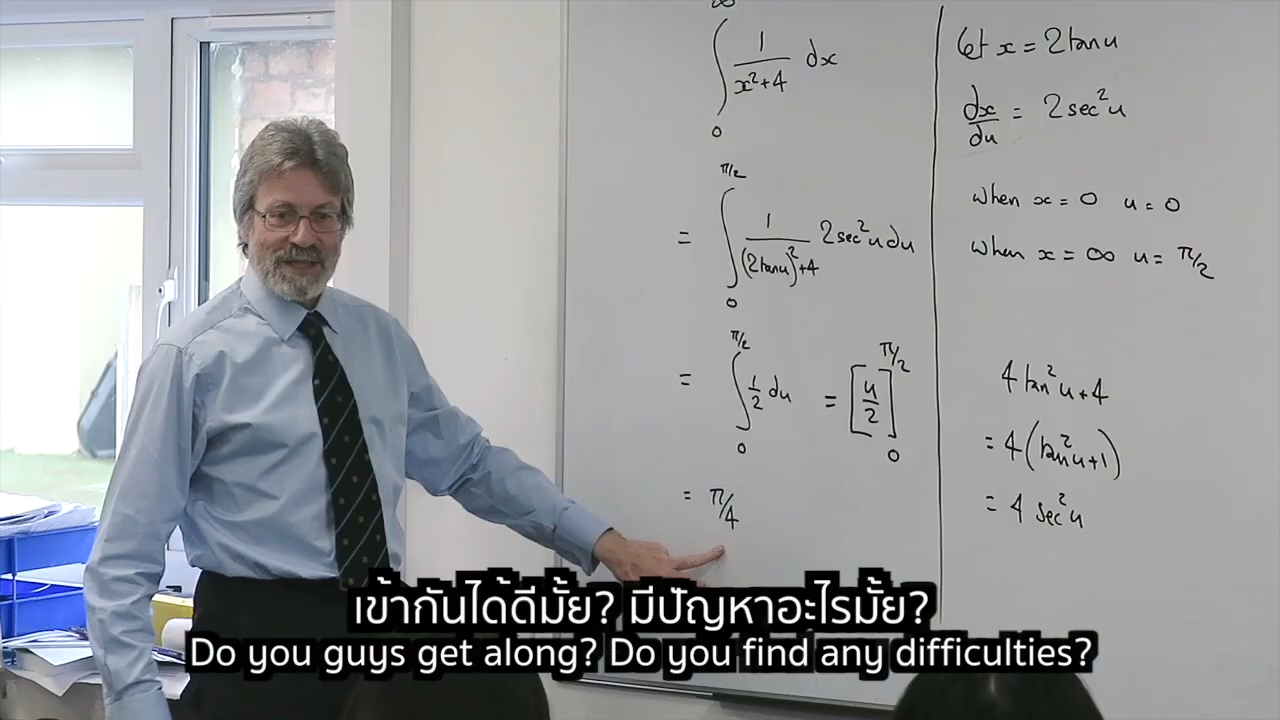 ∞
∫ 1/(x²+4) dx
0
π/2
= ∫ 1/((2tanu)²+4) 2sec²u du
0
π/2
= ∫ 1/2 du = [u/2]
0
π/2
0
= π/4
Let x = 2tanu
dx/du = 2sec²u
when x = 0 u = 0
when x = ∞ u = π/2
4tan²u+4
= 4(tan²u+1)
= 4 sec²u
เข้ากันได้ดีมั้ย? มีปัญหาอะไรมั้ย?
Do you guys get along? Do you find any difficulties?